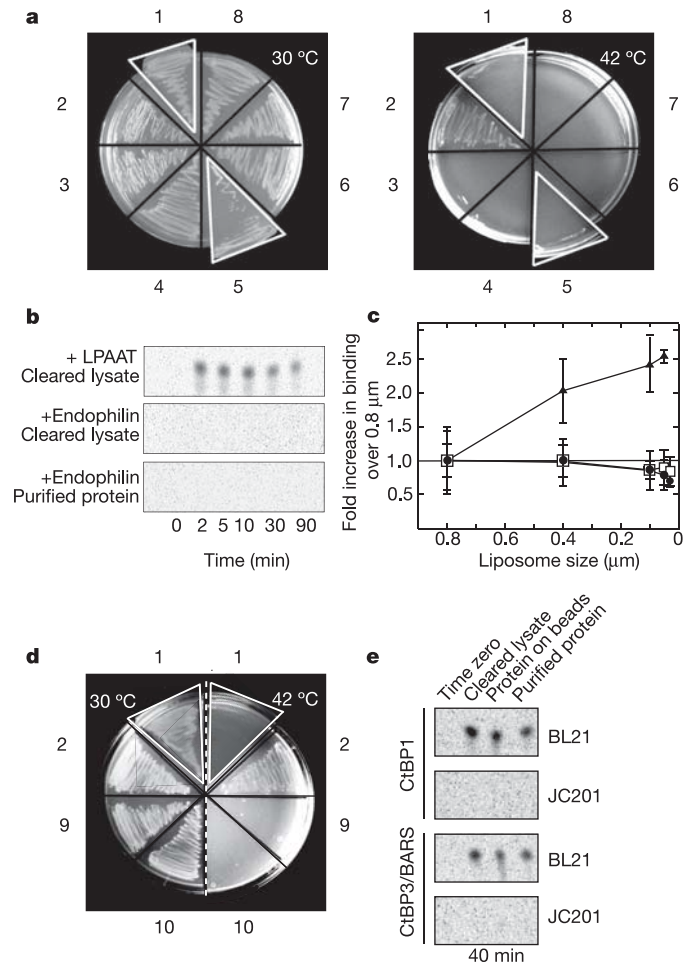 a
1 8
30 ºC
2 7
3 6
4 5
1 8
42 ºC
2 7
3 6
4 5
b
+ LPAAT
Cleared lysate
+Endophilin
Cleared lysate
+Endophilin
Purified protein
0 2 5 10 30 90
Time (min)
c
Fold increase in binding
over 0.8 µm
2.5
2.0
1.5
1.0
0.5
0.8 0.6 0.4 0.2 0
Liposome size (µm)
d
1 1
30 ºC 42 ºC
2 2
9 9
10 10
e
Time zero
Cleared lysate
Protein on beads
Purified protein
CtBP1
BL21
JC201
CtBP3/BARS
BL21
JC201
40 min